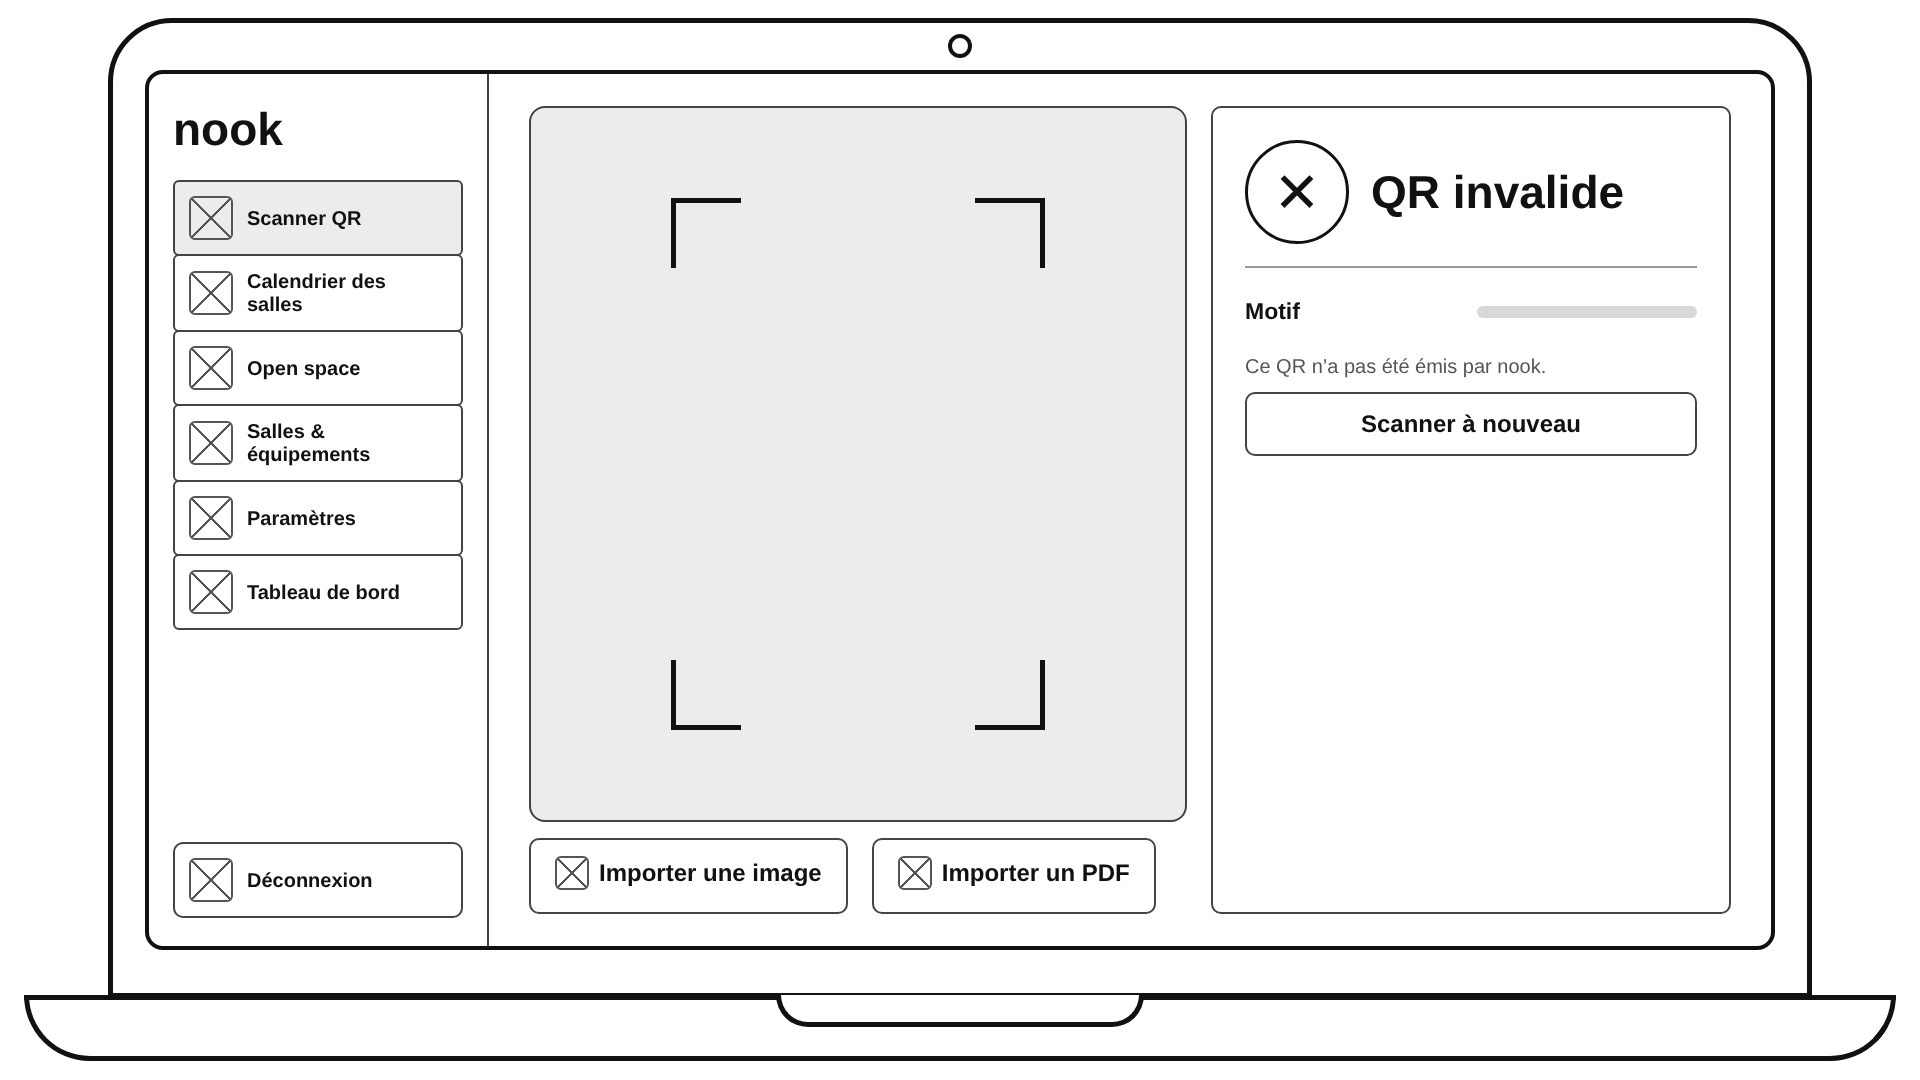 nook
Scanner QR
Calendrier des
salles
Open space
Salles &
équipements
Paramètres
Tableau de bord
Déconnexion
Importer une image
Importer un PDF
QR invalide
Motif
Ce QR n’a pas été émis par nook.
Scanner à nouveau